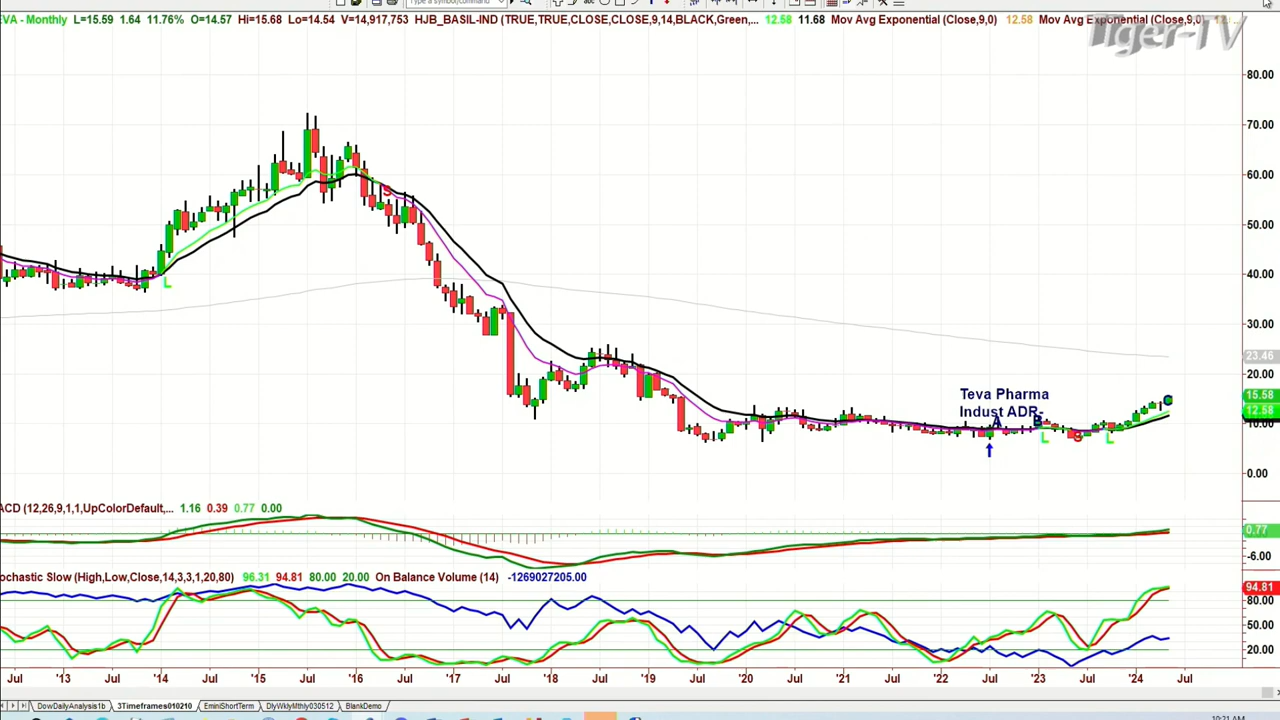 Type a symbol/command
EVA - Monthly L=15.59 1.64 11.76% O=14.57 Hi=15.68 Lo=14.54 V=14,917,753 HJB_BASIL-IND (TRUE,TRUE,CLOSE,CLOSE,9,14,BLACK,Green,... 12.58 11.68 Mov Avg Exponential (Close,9,0) 12.58 Mov Avg Exponential (Close,9,0)
Tiger-TV
80.00
70.00
60.00
50.00
40.00
30.00
23.46
20.00
15.58
12.58
10.00
0.00
S
L
Teva Pharma
Indust ADR-
A B
L S L
ACD (12,26,9,1,1,UpColorDefault,... 1.16 0.39 0.77 0.00
0.77
-6.00
ochastic Slow (High,Low,Close,14,3,3,1,20,80) 96.31 94.81 80.00 20.00 On Balance Volume (14) -1269027205.00
94.81
80.00
50.00
20.00
Jul '13 Jul '14 Jul '15 Jul '16 Jul '17 Jul '18 Jul '19 Jul '20 Jul '21 Jul '22 Jul '23 Jul '24 Jul
DowDailyAnalysis1b 3Timeframes010210 EminiShortTerm DlyWklyMthly030512 BlankDemo
10:21 AM